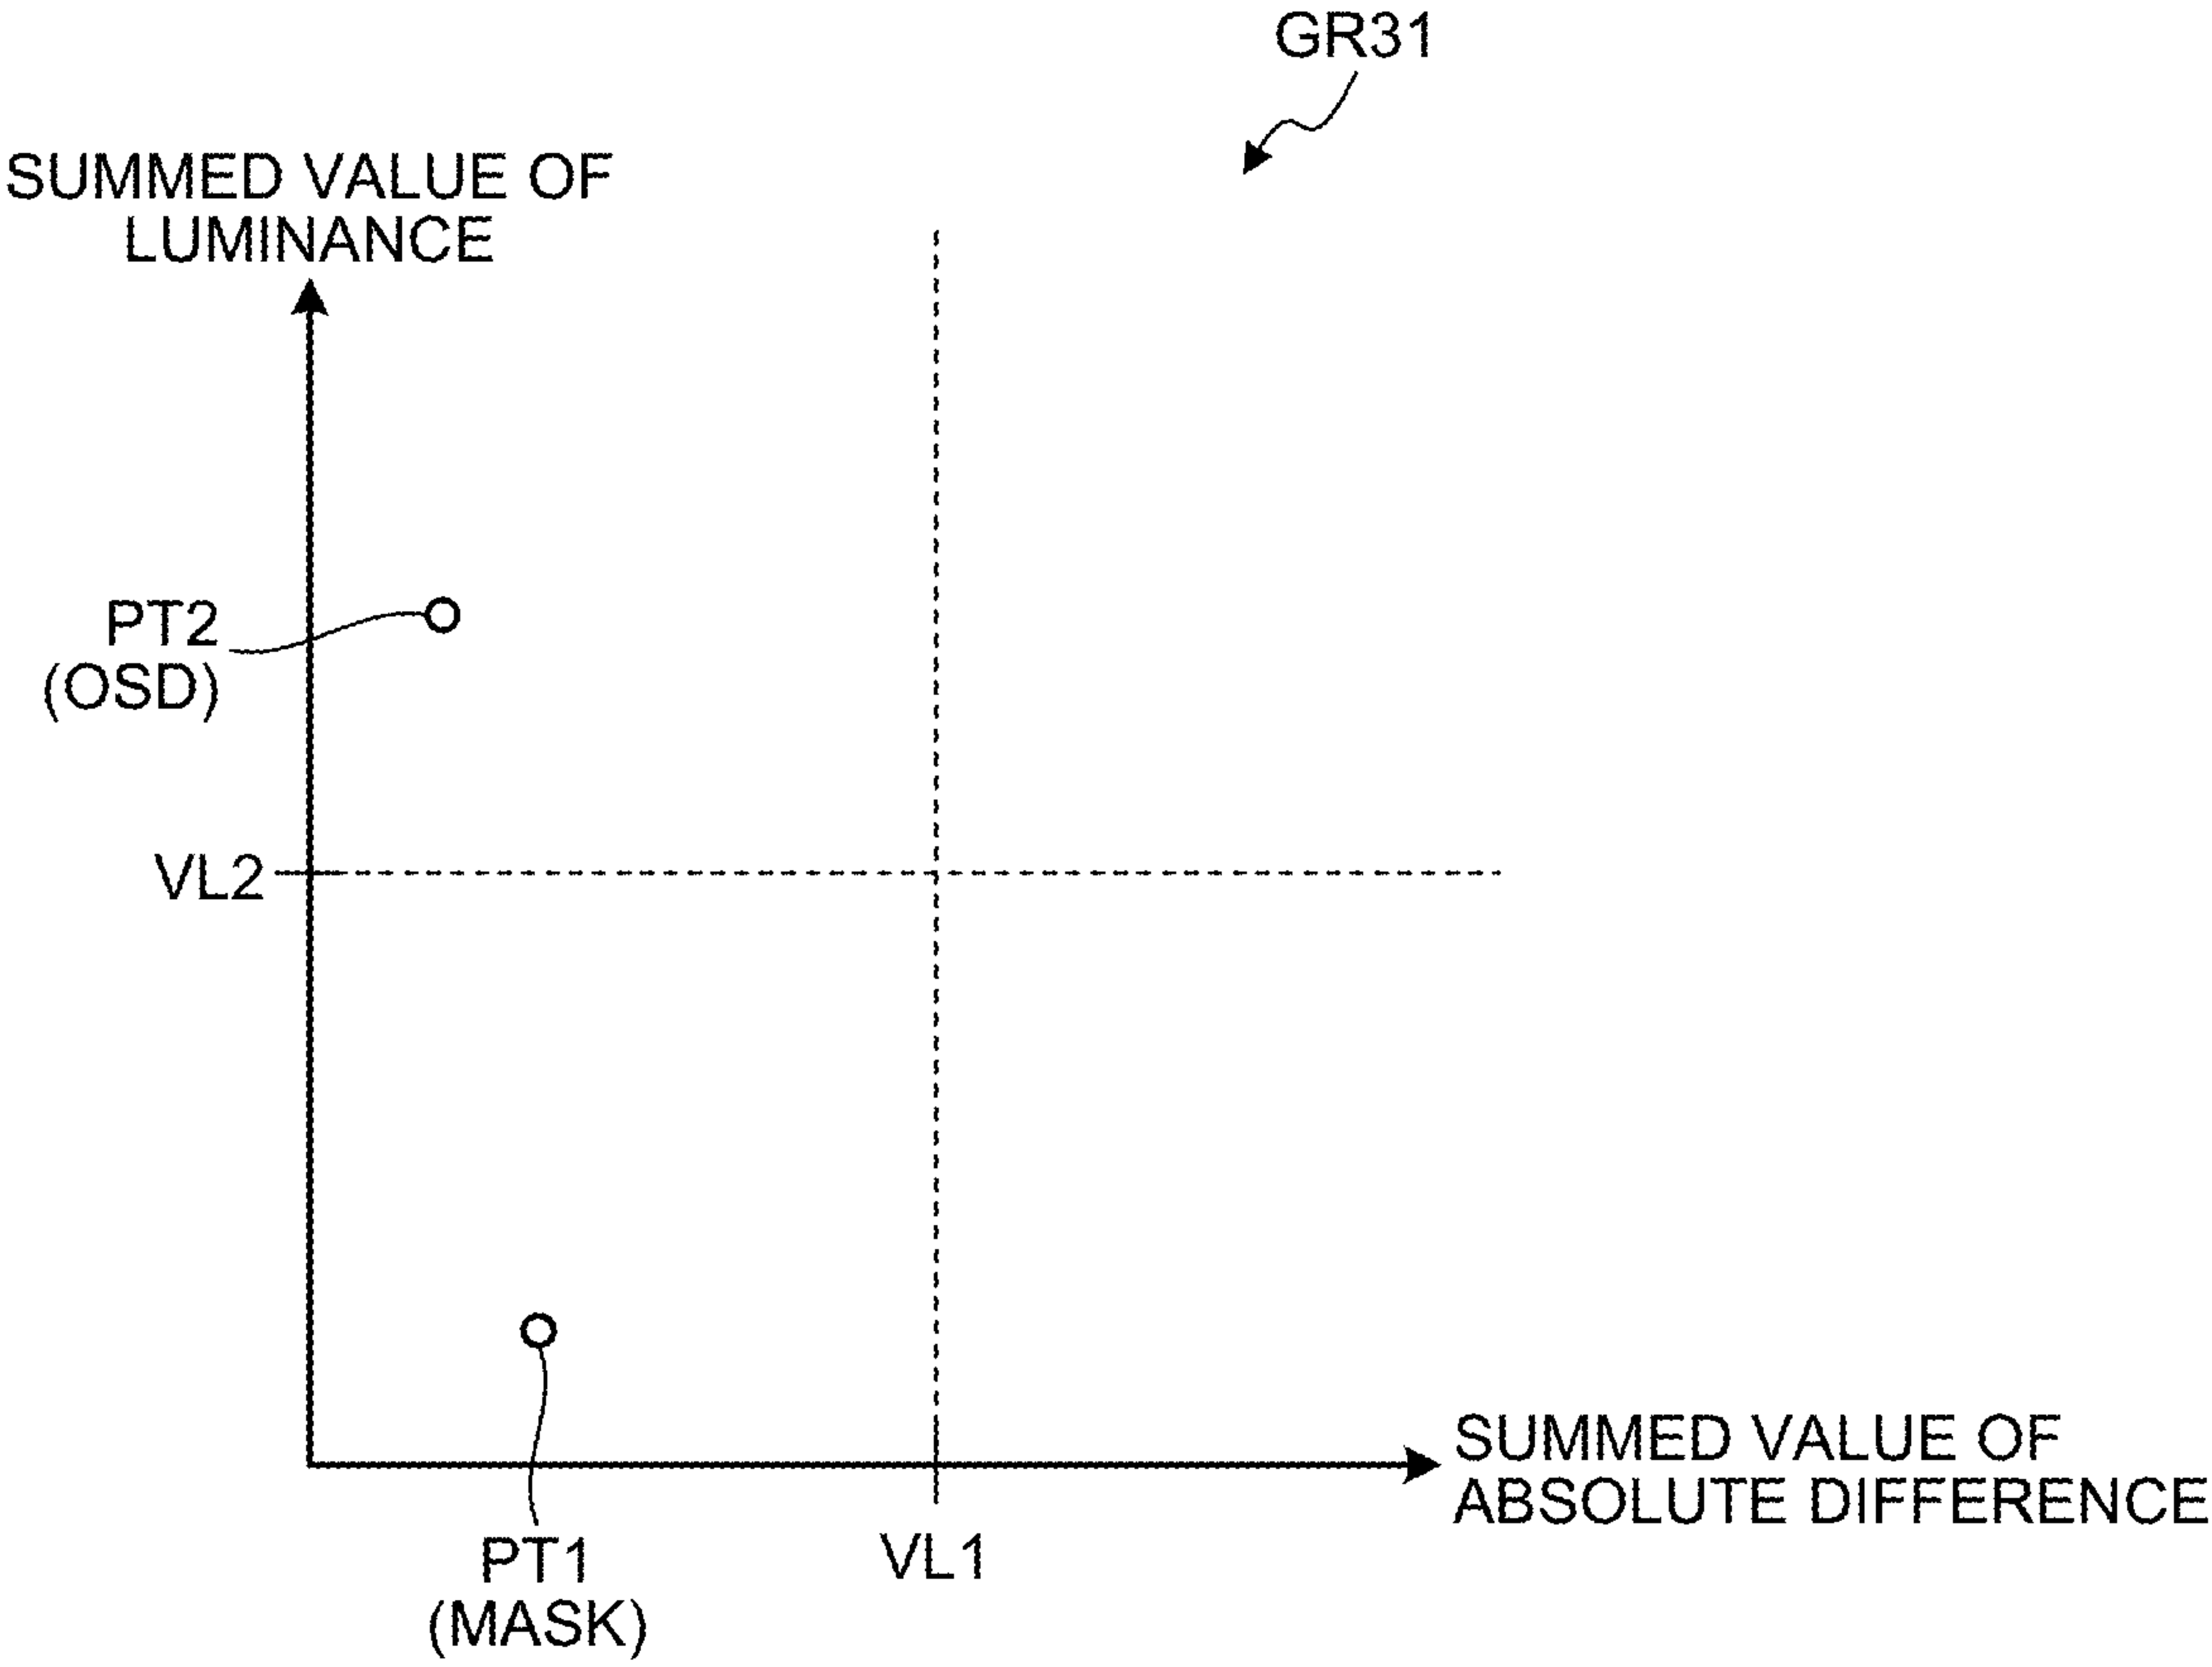 GR31
SUMMED VALUE OF
LUMINANCE
PT2
(OSD)
VL2
SUMMED VALUE OF
ABSOLUTE DIFFERENCE
PT1
(MASK)
VL1